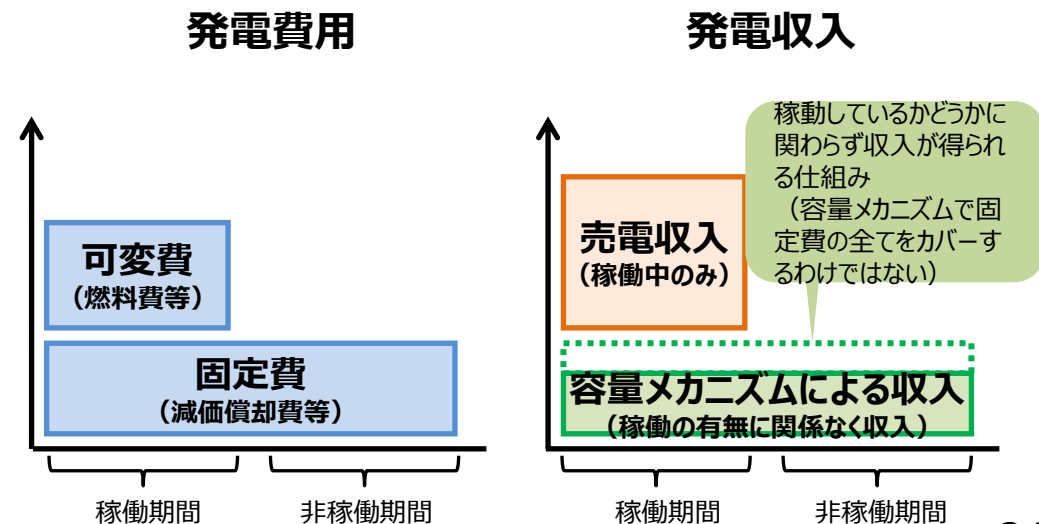 発電費用
発電収入
可変費
（燃料費等）
固定費
（減価償却費等）
稼働期間
非稼働期間
稼働しているかどうかに
関わらず収入が得られ
る仕組み
（容量メカニズムで固
定費の全てをカバーす
るわけではない）
売電収入
（稼働中のみ）
容量メカニズムによる収入
（稼働の有無に関係なく収入）
稼働期間
非稼働期間